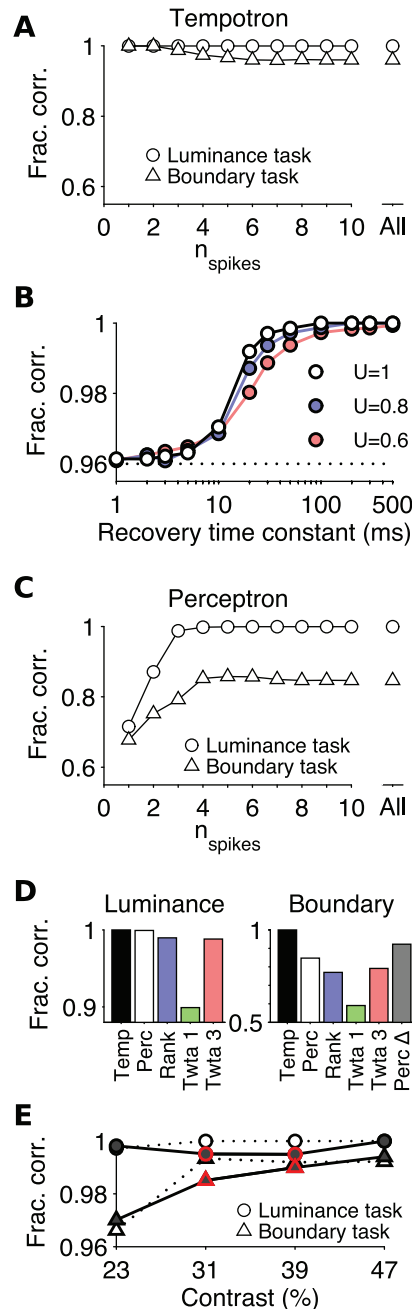 A
Tempotron
Frac. corr.
1
0.8
0.6
Luminance task
Boundary task
0 2 4 6 8 10 All
n_spikes
B
Frac. corr.
1
0.98
0.96
U=1
U=0.8
U=0.6
1 10 100 500
Recovery time constant (ms)
C
Perceptron
Frac. corr.
1
0.8
0.6
Luminance task
Boundary task
0 2 4 6 8 10 All
n_spikes
D
Luminance Boundary
Frac. corr.
1 1
0.9 0.5
Temp Perc Rank Twta 1 Twta 3
Temp Perc Rank Twta 1 Twta 3 Perc Δ
E
Frac. corr.
1
0.98
0.96
Luminance task
Boundary task
23 31 39 47
Contrast (%)